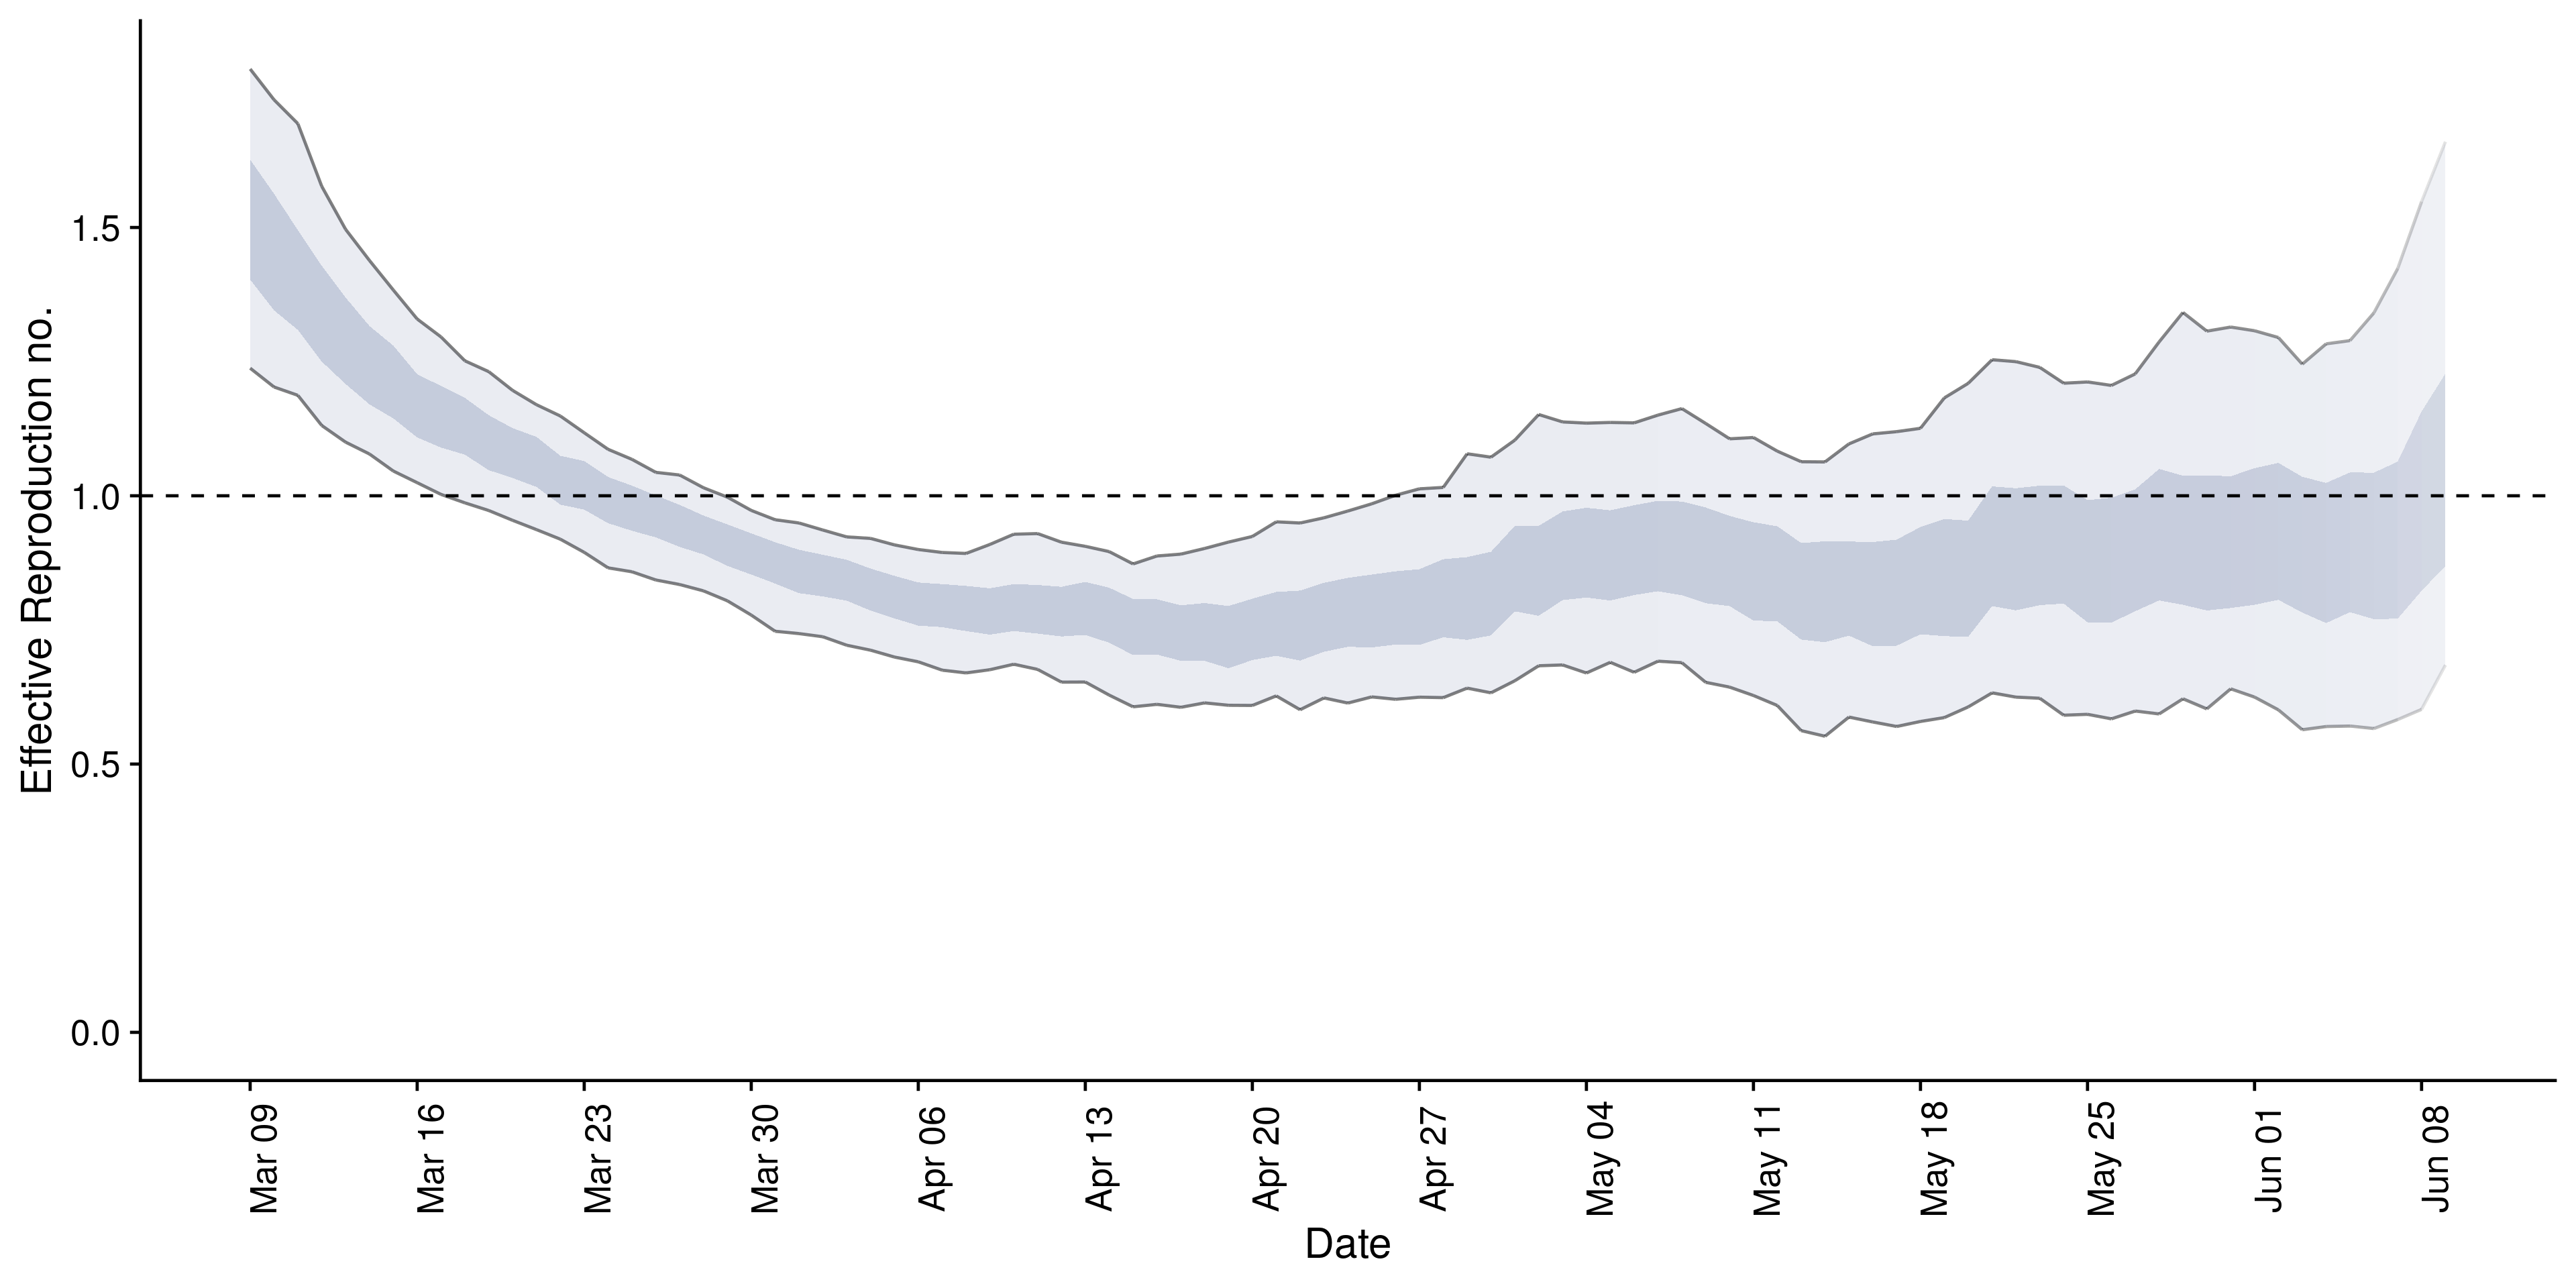 Effective Reproduction no.
1.5
1.0
0.5
0.0
Mar 09
Mar 16
Mar 23
Mar 30
Apr 06
Apr 13
Apr 20
Apr 27
May 04
May 11
May 18
May 25
Jun 01
Jun 08
Date